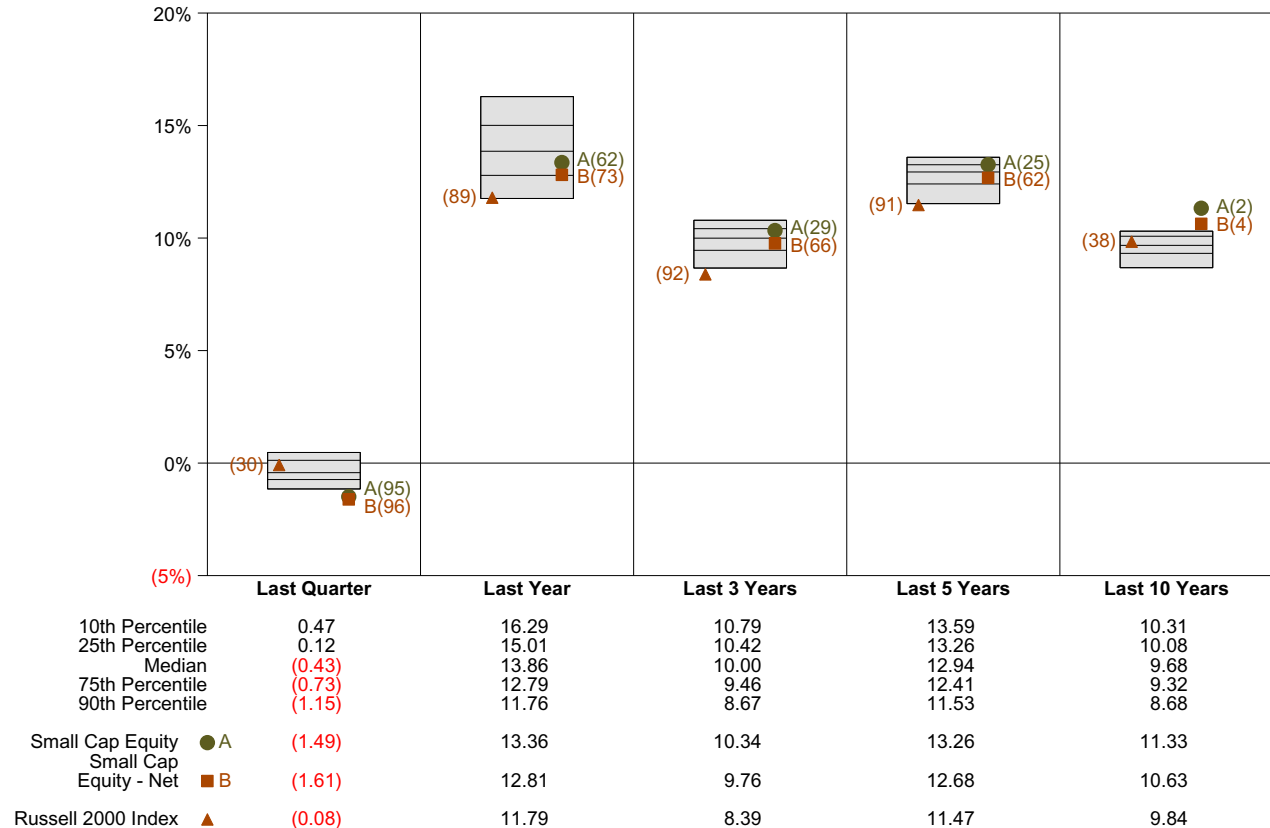 20%
15%
10%
5%
0%
(5%)
(30)
A(95)
B(96)
(89)
A(62)
B(73)
(92)
A(29)
B(66)
(91)
A(25)
B(62)
(38)
A(2)
B(4)
Last Quarter Last Year Last 3 Years Last 5 Years Last 10 Years
10th Percentile 0.47 16.29 10.79 13.59 10.31
25th Percentile 0.12 15.01 10.42 13.26 10.08
Median (0.43) 13.86 10.00 12.94 9.68
75th Percentile (0.73) 12.79 9.46 12.41 9.32
90th Percentile (1.15) 11.76 8.67 11.53 8.68
Small Cap Equity A (1.49) 13.36 10.34 13.26 11.33
Small Cap
Equity - Net B (1.61) 12.81 9.76 12.68 10.63
Russell 2000 Index (0.08) 11.79 8.39 11.47 9.84